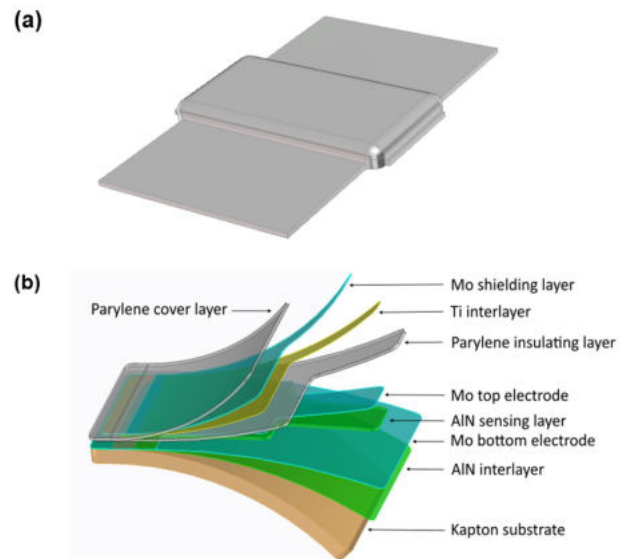 (a)
(b)
Mo shielding layer
Parylene cover layer
Ti interlayer
Parylene insulating layer
Mo top electrode
AlN sensing layer
Mo bottom electrode
AlN interlayer
Kapton substrate